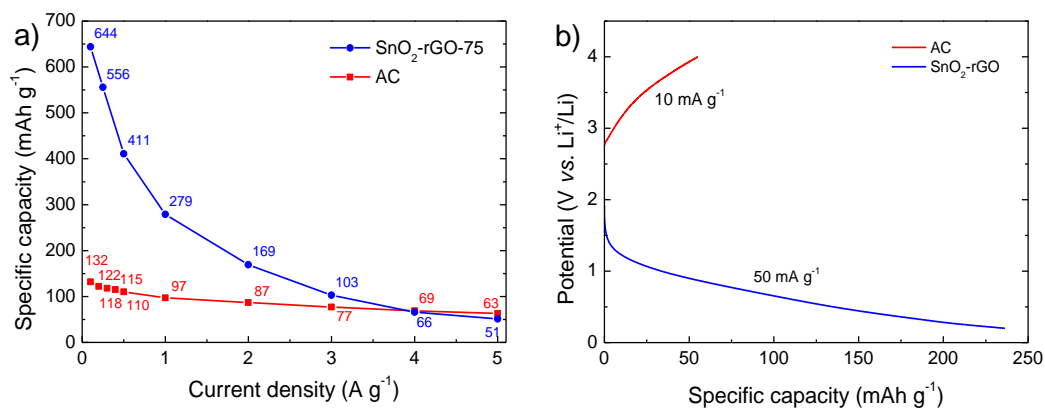 a)
SnO₂-rGO-75
AC
Specific capacity (mAh g⁻¹)
700
600
500
400
300
200
100
0
644
556
411
279
169
103
66
51
132
122
118
115
110
97
87
77
69
63
0 1 2 3 4 5
Current density (A g⁻¹)
b)
AC
SnO₂-rGO
10 mA g⁻¹
50 mA g⁻¹
Potential (V vs. Li⁺/Li)
4
3
2
1
0
0 50 100 150 200 250
Specific capacity (mAh g⁻¹)